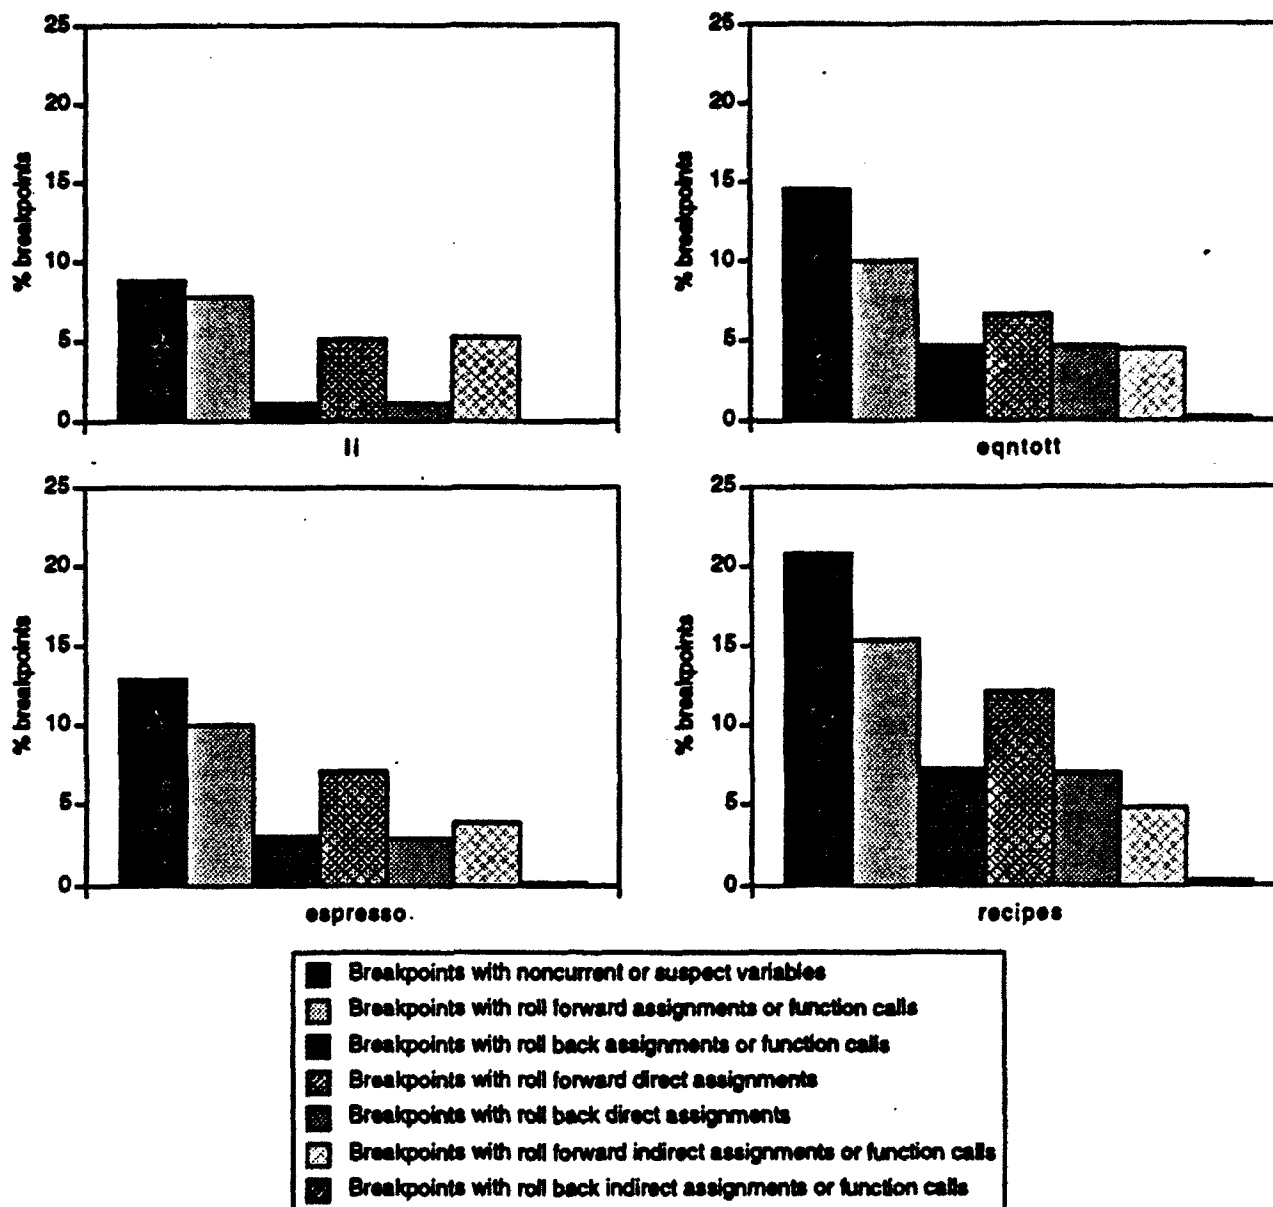 25
20
15
10
5
0
% breakpoints
li
25
20
15
10
5
0
% breakpoints
eqntott
25
20
15
10
5
0
% breakpoints
espresso
25
20
15
10
5
0
% breakpoints
recipes
Breakpoints with noncurrent or suspect variables
Breakpoints with roll forward assignments or function calls
Breakpoints with roll back assignments or function calls
Breakpoints with roll forward direct assignments
Breakpoints with roll back direct assignments
Breakpoints with roll forward indirect assignments or function calls
Breakpoints with roll back indirect assignments or function calls